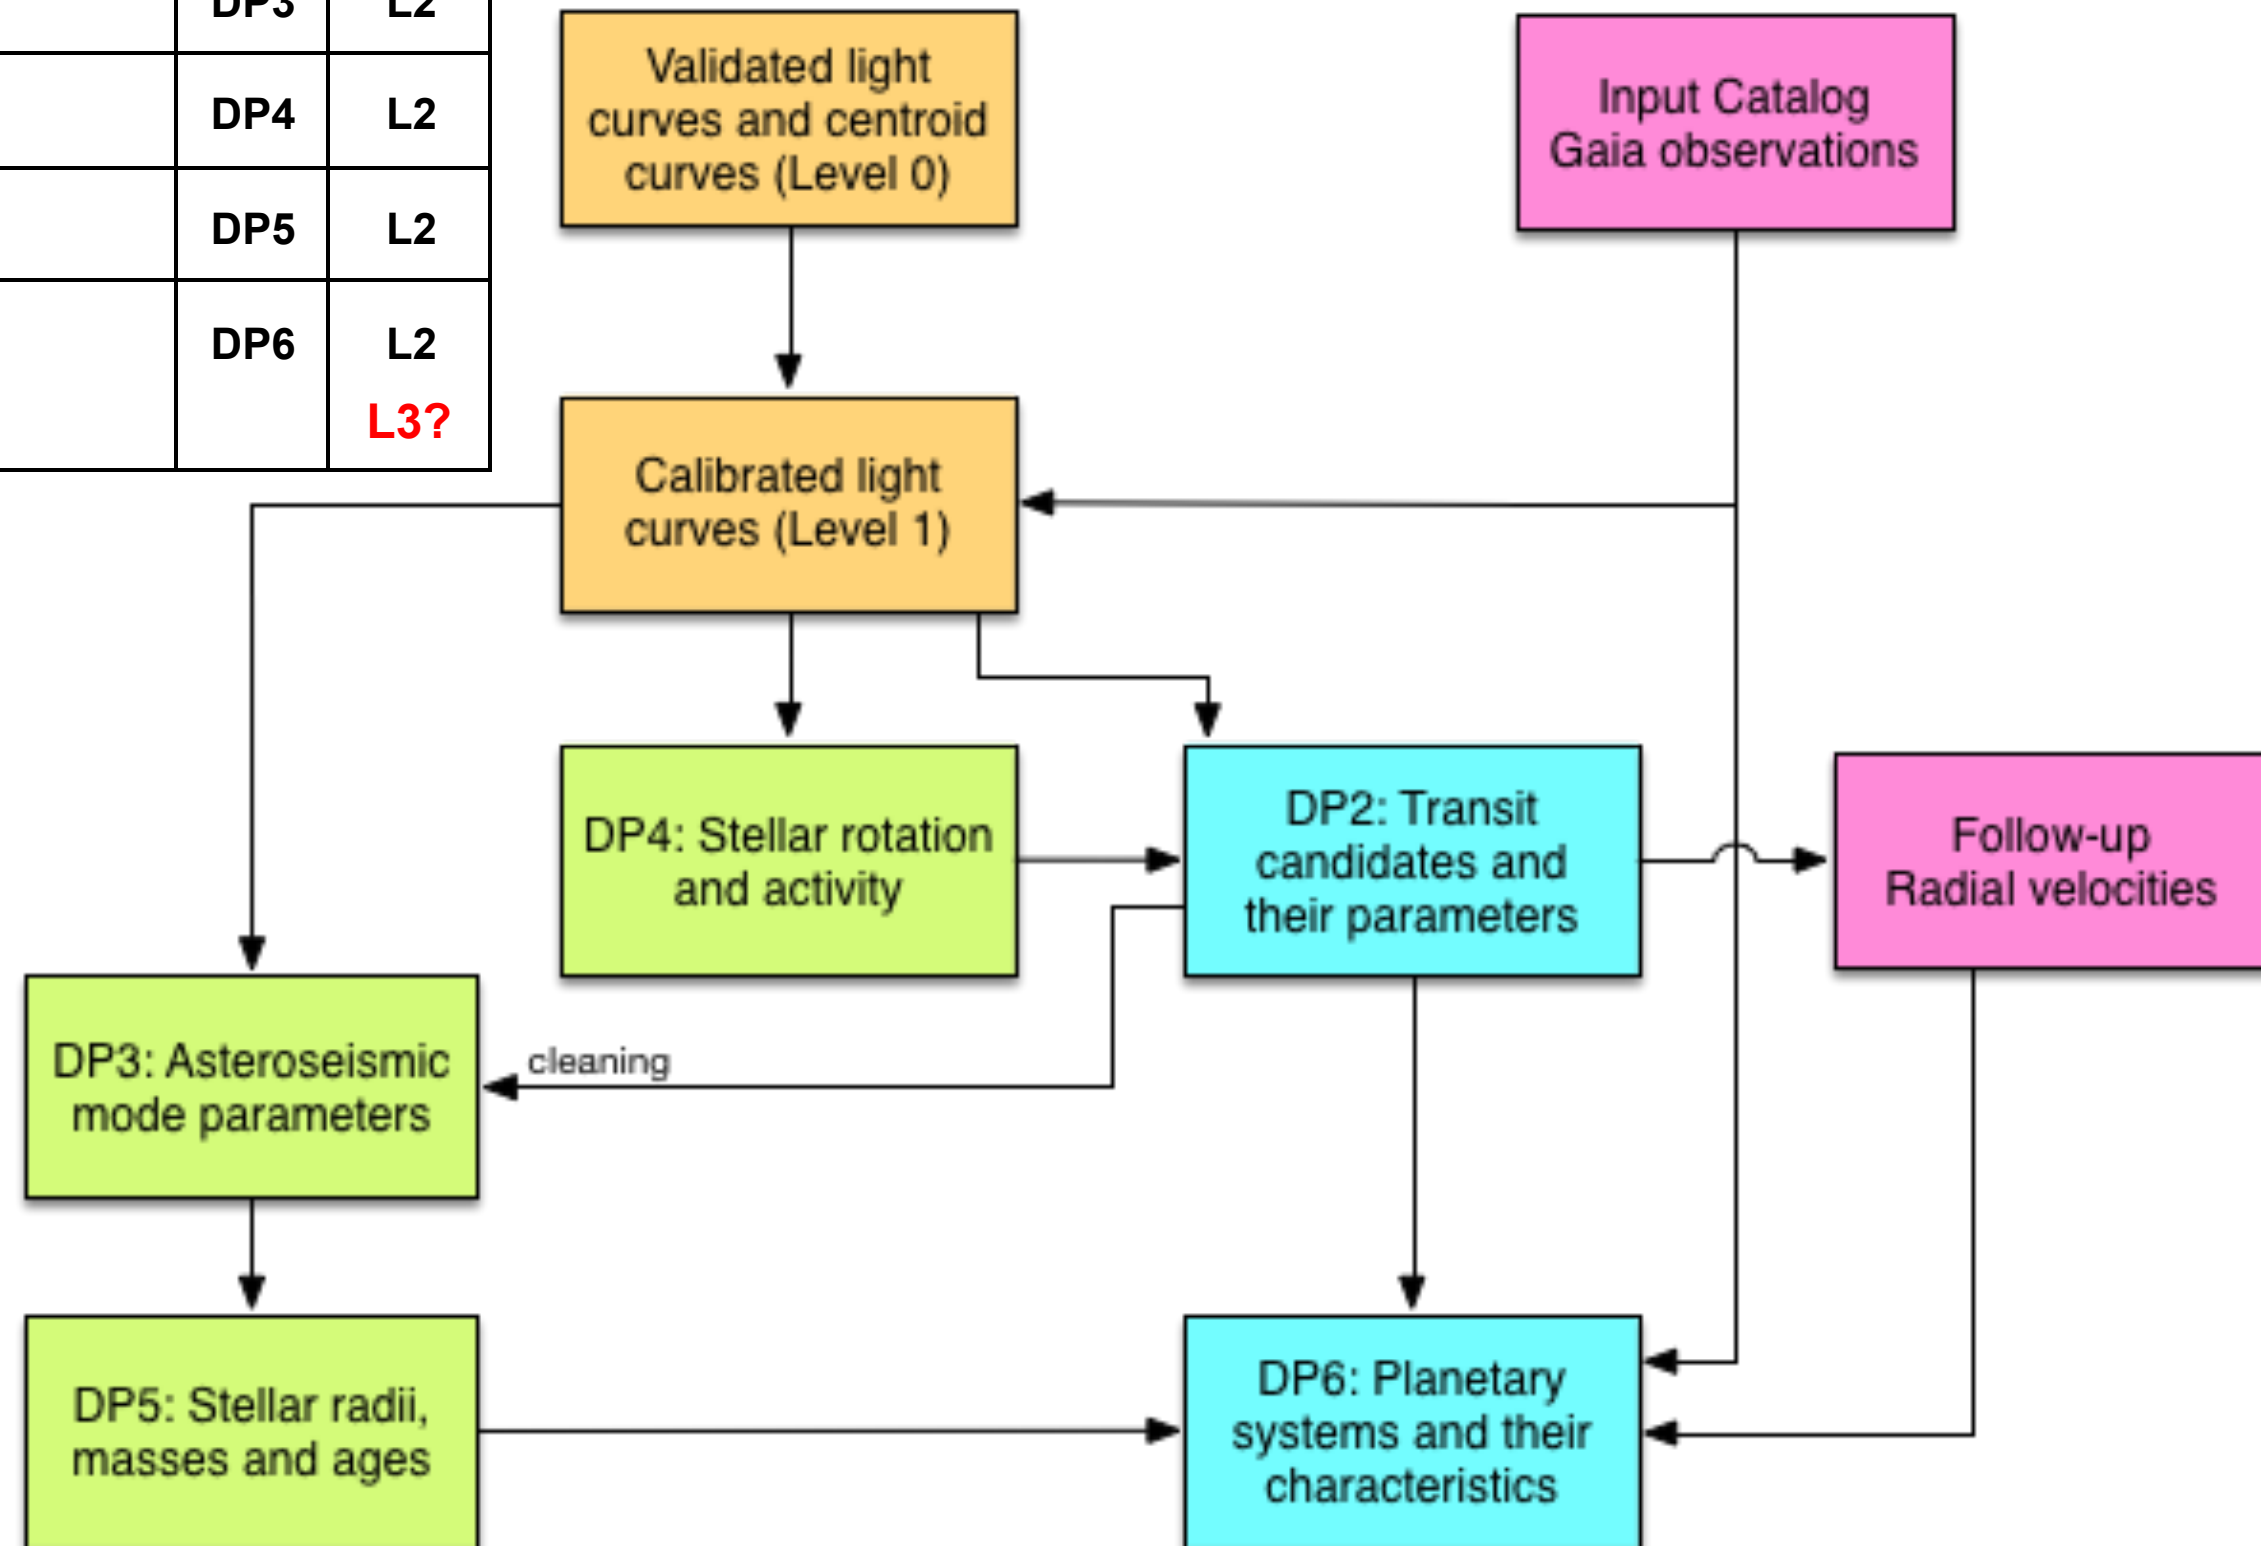 DP3 L2
DP4 L2
DP5 L2
DP6 L2
L3?
Validated light
curves and centroid
curves (Level 0)
Input Catalog
Gaia observations
Calibrated light
curves (Level 1)
DP4: Stellar rotation
and activity
DP2: Transit
candidates and
their parameters
Follow-up
Radial velocities
DP3: Asteroseismic
mode parameters
cleaning
DP5: Stellar radii,
masses and ages
DP6: Planetary
systems and their
characteristics